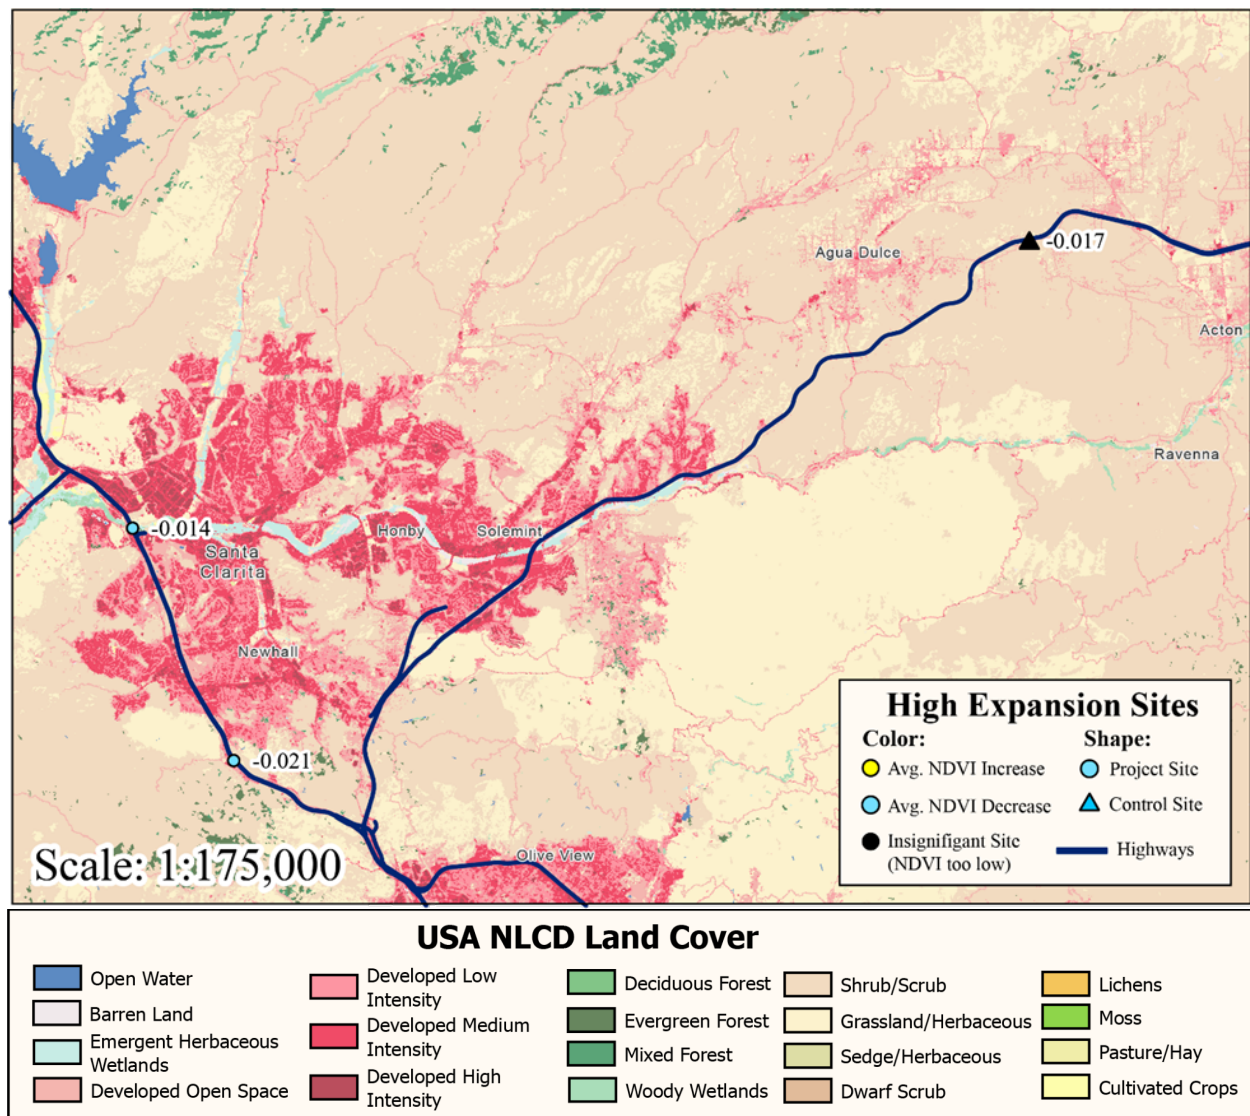 -0.017
Agua Dulce
Acton
Ravenna
-0.014
Honby
Solemint
Santa
Clarita
Newhall
-0.021
Olive View
Scale: 1:175,000
High Expansion Sites
Color:
Shape:
Avg. NDVI Increase
Project Site
Avg. NDVI Decrease
Control Site
Insignifigant Site
(NDVI too low)
Highways
USA NLCD Land Cover
Open Water
Barren Land
Emergent Herbaceous
Wetlands
Developed Open Space
Developed Low
Intensity
Developed Medium
Intensity
Developed High
Intensity
Deciduous Forest
Evergreen Forest
Mixed Forest
Woody Wetlands
Shrub/Scrub
Grassland/Herbaceous
Sedge/Herbaceous
Dwarf Scrub
Lichens
Moss
Pasture/Hay
Cultivated Crops